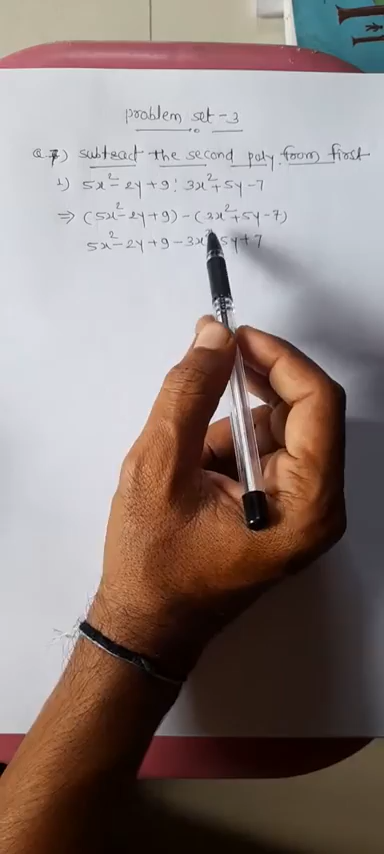 problem set -3
Q.7) subtract the second poly. from first
1) 5x²-2y+9 : 3x²+5y-7
⇒ (5x²-2y+9) - (3x²+5y-7)
5x²-2y+9-3x² 5y+7